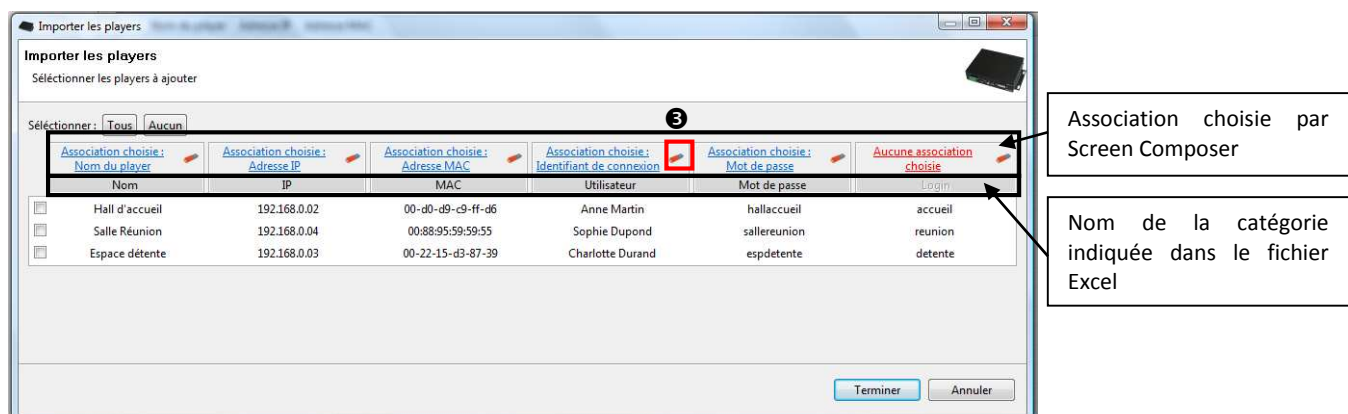 Importer les players
Importer les players
Séléctionner les players à ajouter
Séléctionner : Tous Aucun
❸
Association choisie : Association choisie : Association choisie : Association choisie : Association choisie : Aucune association
Nom du player Adresse IP Adresse MAC Identifiant de connexion Mot de passe choisie
Nom IP MAC Utilisateur Mot de passe Login
Hall d'accueil 192.168.0.02 00-d0-d9-c9-ff-d6 Anne Martin hallaccueil accueil
Salle Réunion 192.168.0.04 00:88:95:59:59:55 Sophie Dupond sallereunion reunion
Espace détente 192.168.0.03 00-22-15-d3-87-39 Charlotte Durand espdetente detente
Terminer Annuler
Association choisie par
Screen Composer
Nom de la catégorie
indiquée dans le fichier
Excel